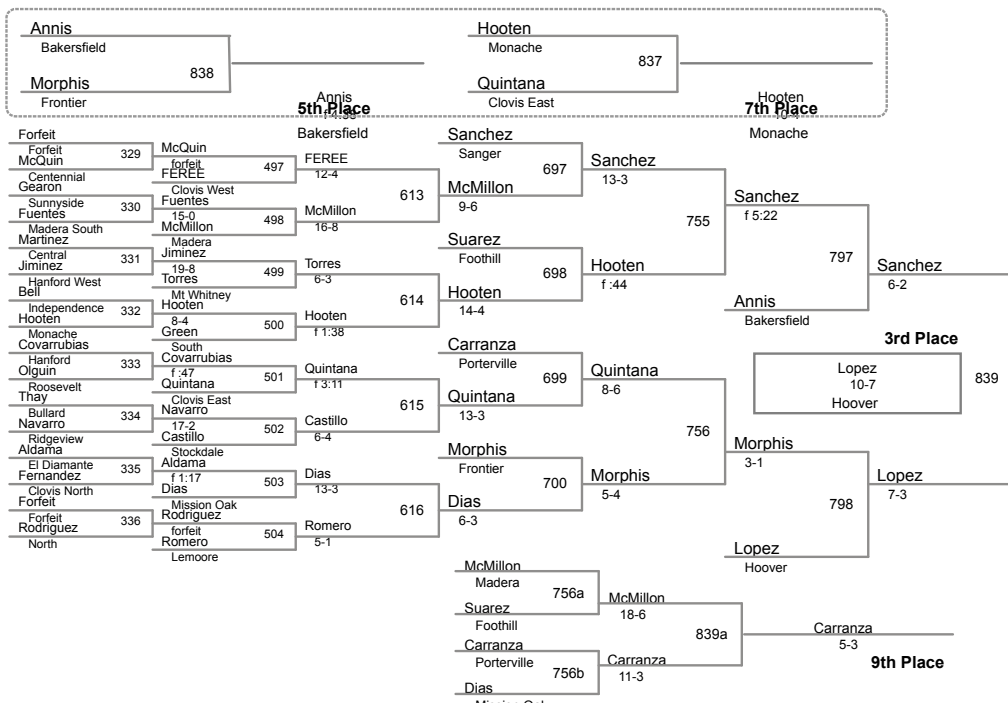 Annis
Bakersfield
838
Morphis
Frontier
Hooten
Monache
837
Quintana
Clovis East
Annis
5th Place
Bakersfield
Hooten
7th Place
Monache
Forfeit
Forfeit
McQuin
329
Centennial
Gearon
Sunnyside
Fuentes
330
Madera South
Martinez
Central
Jiminez
331
Hanford West
Bell
Independence
Hooten
332
Monache
Covarrubias
Hanford
Olguin
333
Roosevelt
Thay
Bullard
Navarro
334
Ridgeview
Aldama
El Diamante
Fernandez
335
Clovis North
Forfeit
Forfeit
Rodriguez
336
North
McQuin
forfeit
FEREE
497
Clovis West
Fuentes
15-0
McMillon
498
Madera
Jiminez
19-8
Torres
499
Mt Whitney
Hooten
8-4
Green
500
South
Covarrubias
f :47
Quintana
501
Clovis East
Navarro
17-2
Castillo
502
Stockdale
Aldama
f 1:17
Dias
503
Mission Oak
Rodriguez
forfeit
Romero
504
Lemoore
FEREE
12-4
613
McMillon
16-8
Torres
6-3
614
Hooten
f 1:38
Quintana
f 3:11
615
Castillo
6-4
Dias
13-3
616
Romero
5-1
Sanchez
Sanger
697
McMillon
9-6
Suarez
Foothill
698
Hooten
14-4
Carranza
Porterville
699
Quintana
13-3
Morphis
Frontier
700
Dias
6-3
Sanchez
13-3
755
Hooten
f :44
Quintana
8-6
756
Morphis
5-4
Sanchez
f 5:22
797
Annis
Bakersfield
Morphis
3-1
798
Lopez
Hoover
Sanchez
6-2
3rd Place
Lopez
10-7
Hoover
839
Lopez
7-3
McMillon
Madera
756a
Suarez
Foothill
Carranza
Porterville
756b
Dias
McMillon
18-6
839a
Carranza
11-3
Carranza
5-3
9th Place